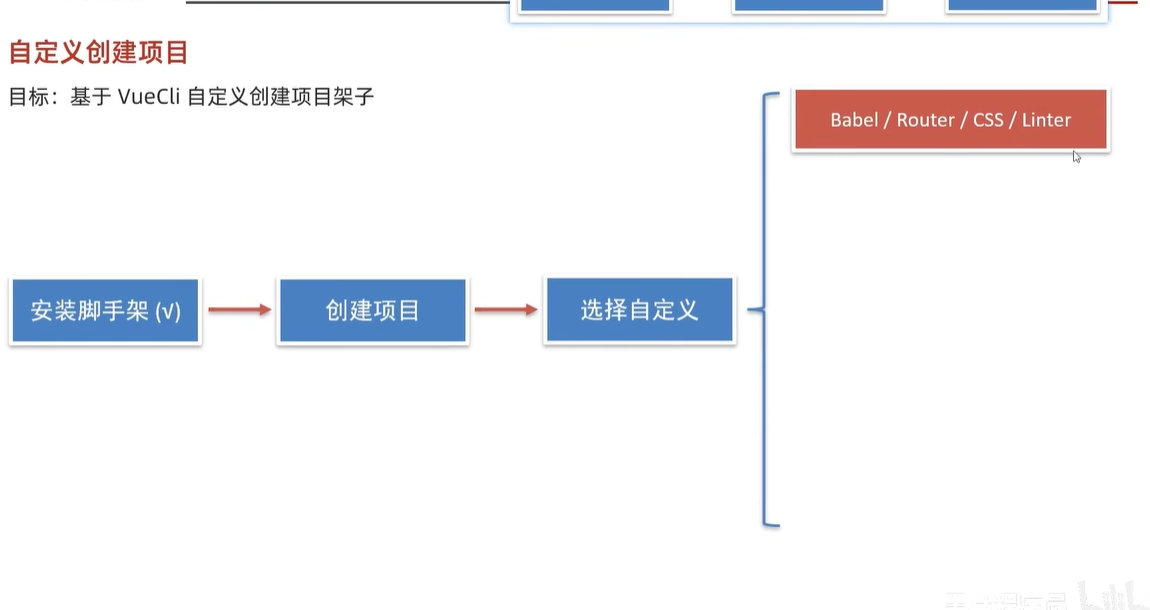 自定义创建项目
目标：基于 VueCli 自定义创建项目架子
Babel / Router / CSS / Linter
安装脚手架 (√)
创建项目
选择自定义